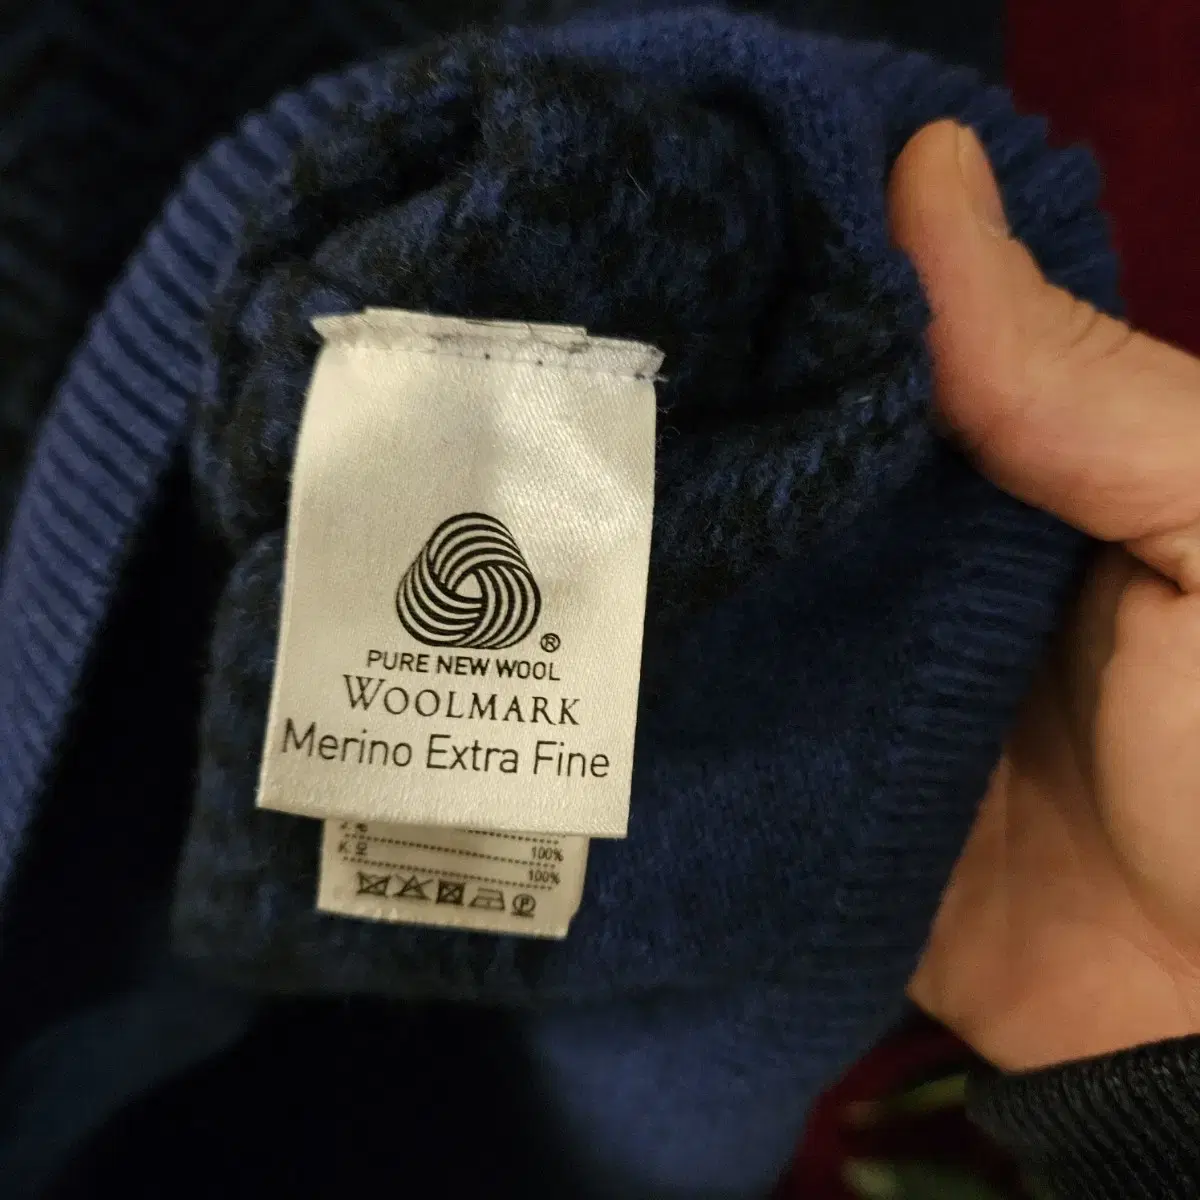 ®
PURE NEW WOOL
WOOLMARK
Merino Extra Fine
100%
100%
P